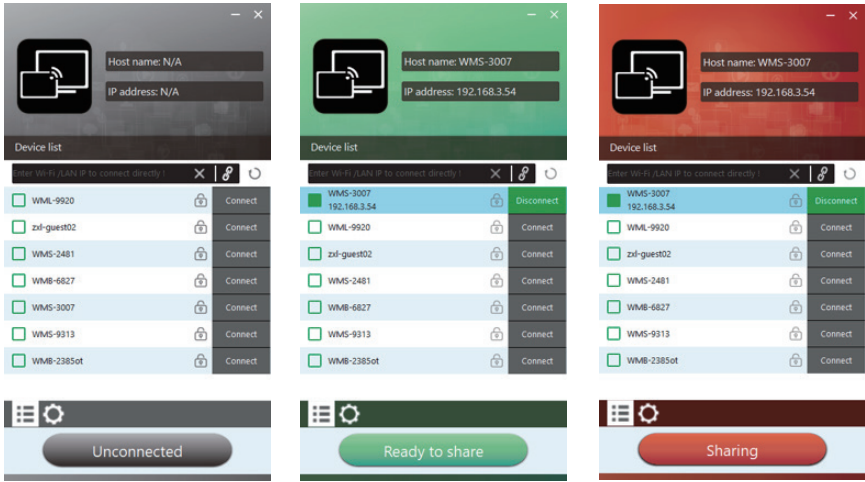 Host name: N/A
IP address: N/A
Device list
Enter Wi-Fi /LAN IP to connect directly !
WML-9920 Connect
zxl-guest02 Connect
WMS-2481 Connect
WMB-6827 Connect
WMS-3007 Connect
WMS-9313 Connect
WMB-2385ot Connect
Unconnected
Host name: WMS-3007
IP address: 192.168.3.54
Device list
Enter Wi-Fi /LAN IP to connect directly !
WMS-3007
192.168.3.54 Disconnect
WML-9920 Connect
zxl-guest02 Connect
WMS-2481 Connect
WMB-6827 Connect
WMS-9313 Connect
WMB-2385ot Connect
Ready to share
Host name: WMS-3007
IP address: 192.168.3.54
Device list
Enter Wi-Fi /LAN IP to connect directly !
WMS-3007
192.168.3.54 Disconnect
WML-9920 Connect
zxl-guest02 Connect
WMS-2481 Connect
WMB-6827 Connect
WMS-9313 Connect
WMB-2385ot Connect
Sharing